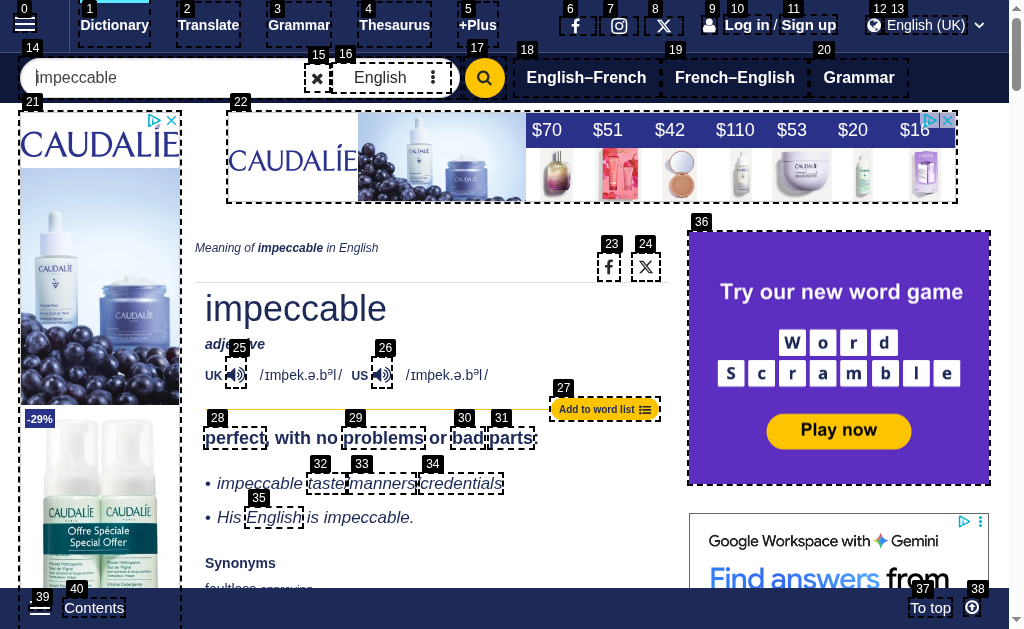 0 1 2 3 4 5 6 7 8 9 10 11 12 13
Dictionary Translate Grammar Thesaurus +Plus Log in / Sign up English (UK)
14 15 16 17 18 19 20
impeccable English English–French French–English Grammar
21 22
CAUDALIE
CAUDALIE
$70 $51 $42 $110 $53 $20 $16
Meaning of impeccable in English
23 24
impeccable
adjective
25 26
UK /ɪmˈpek.ə.bəl/ US /ɪmˈpek.ə.bəl/
27
Add to word list
28 29 30 31
perfect, with no problems or bad parts:
32 33 34
• impeccable taste/manners/credentials
35
• His English is impeccable.
Synonyms
36
Try our new word game
Word
Scramble
Play now
Google Workspace with Gemini
Find answers from
CAUDALIE
CAUDALIE
-29%
CAUDALIE CAUDALIE
Offre Spéciale
Special Offer
39 40 37 38
Contents To top